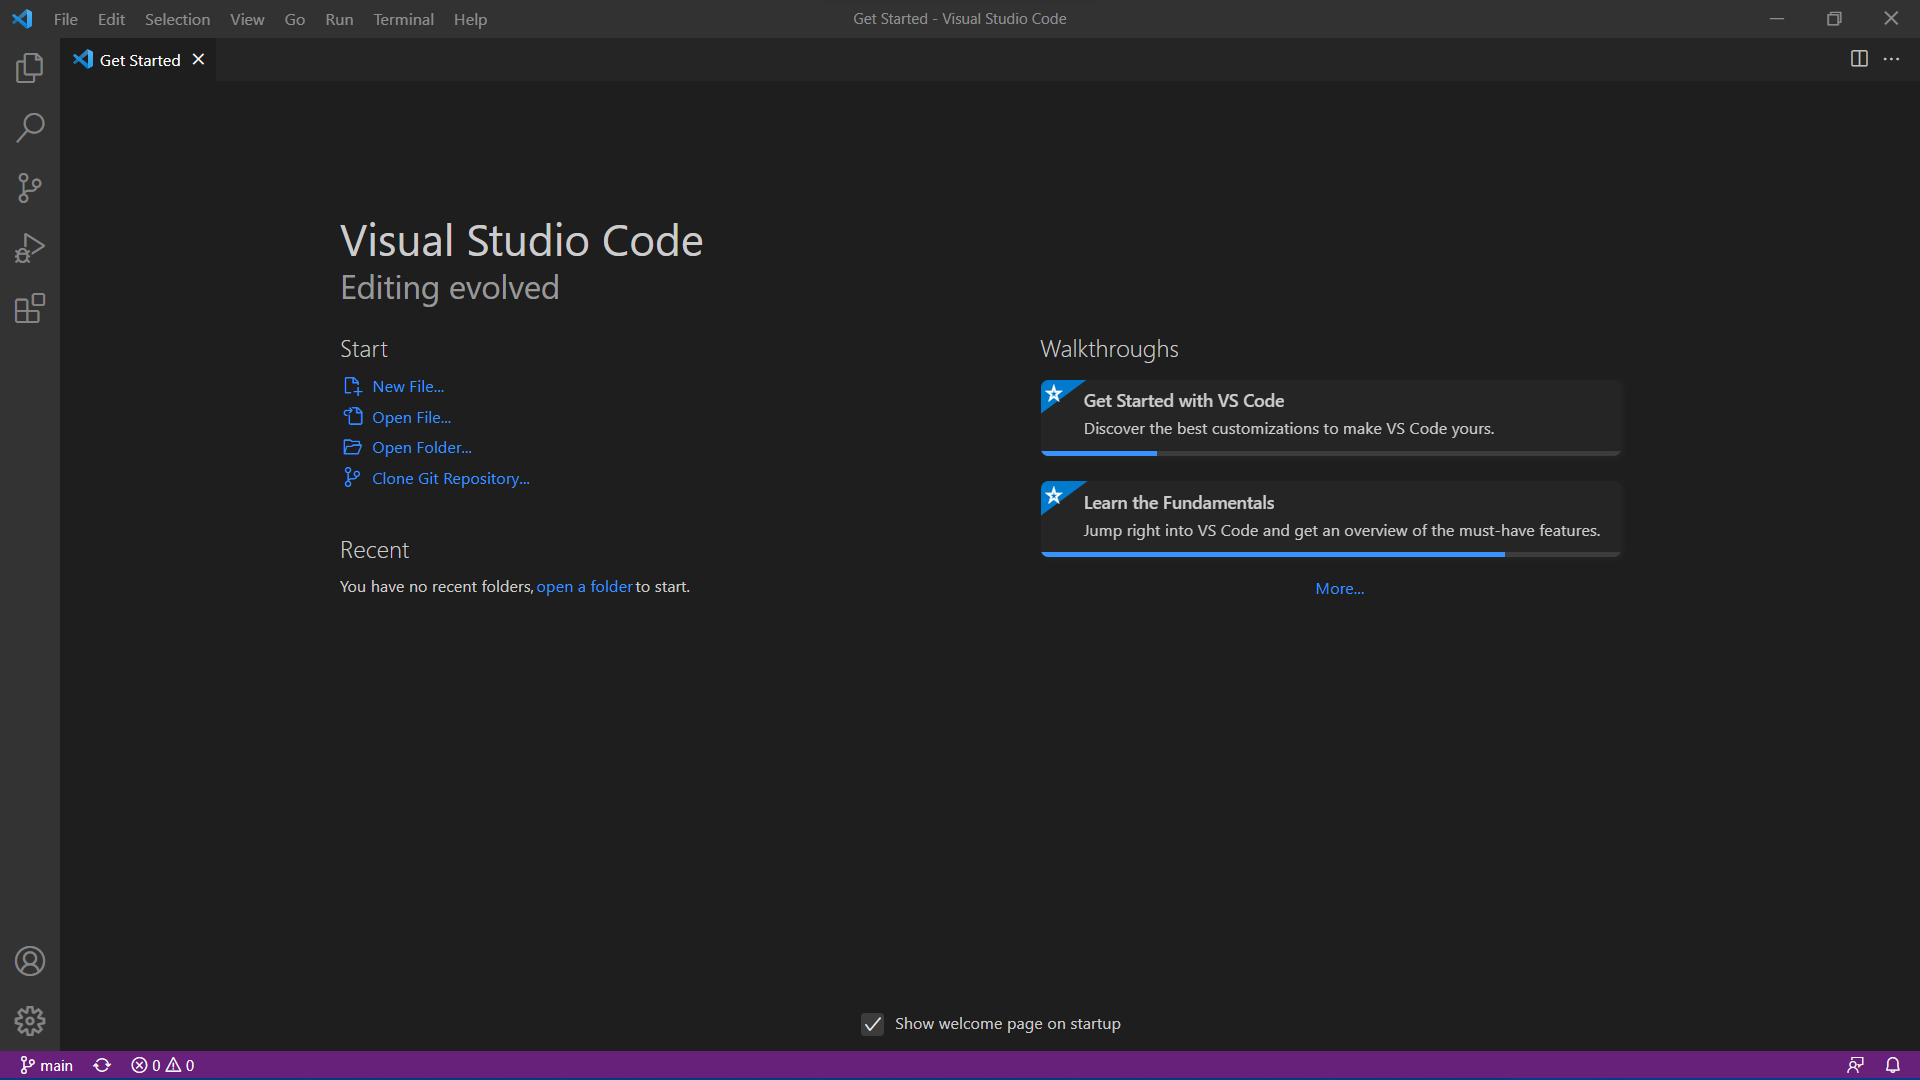 File Edit Selection View Go Run Terminal Help
Get Started - Visual Studio Code
Get Started
Visual Studio Code
Editing evolved
Start
New File...
Open File...
Open Folder...
Clone Git Repository...
Recent
You have no recent folders, open a folder to start.
Walkthroughs
Get Started with VS Code
Discover the best customizations to make VS Code yours.
Learn the Fundamentals
Jump right into VS Code and get an overview of the must-have features.
More...
Show welcome page on startup
main 0 0